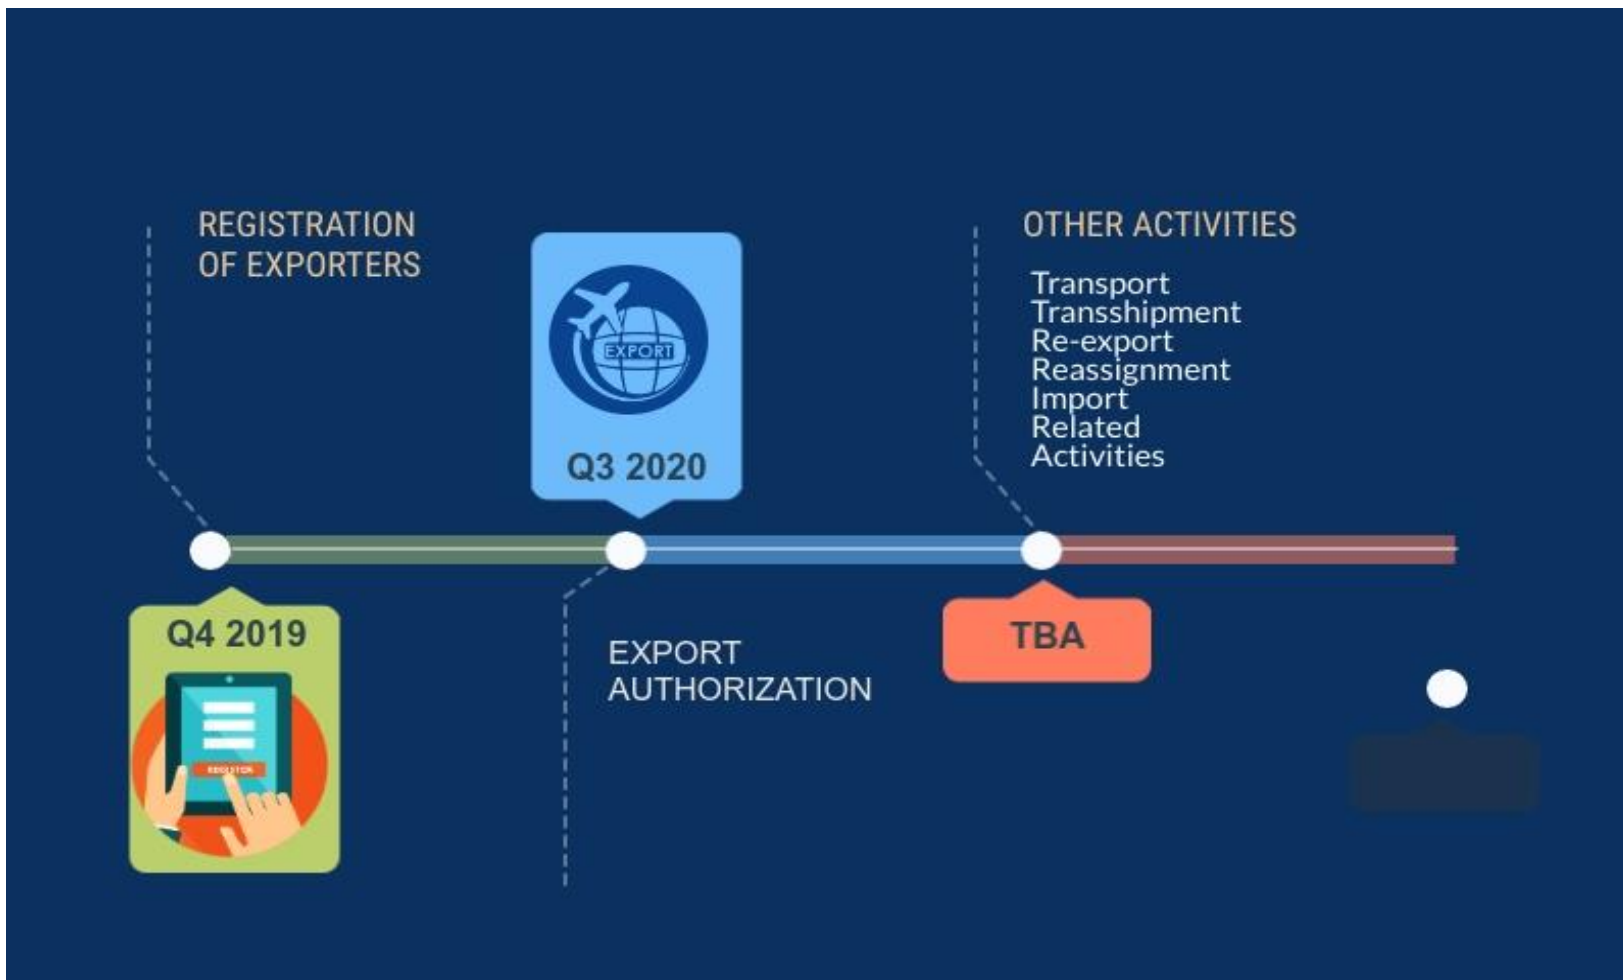 REGISTRATION
OF EXPORTERS
Q4 2019
REGISTER
EXPORT
Q3 2020
EXPORT
AUTHORIZATION
OTHER ACTIVITIES
Transport
Transshipment
Re-export
Reassignment
Import
Related
Activities
TBA